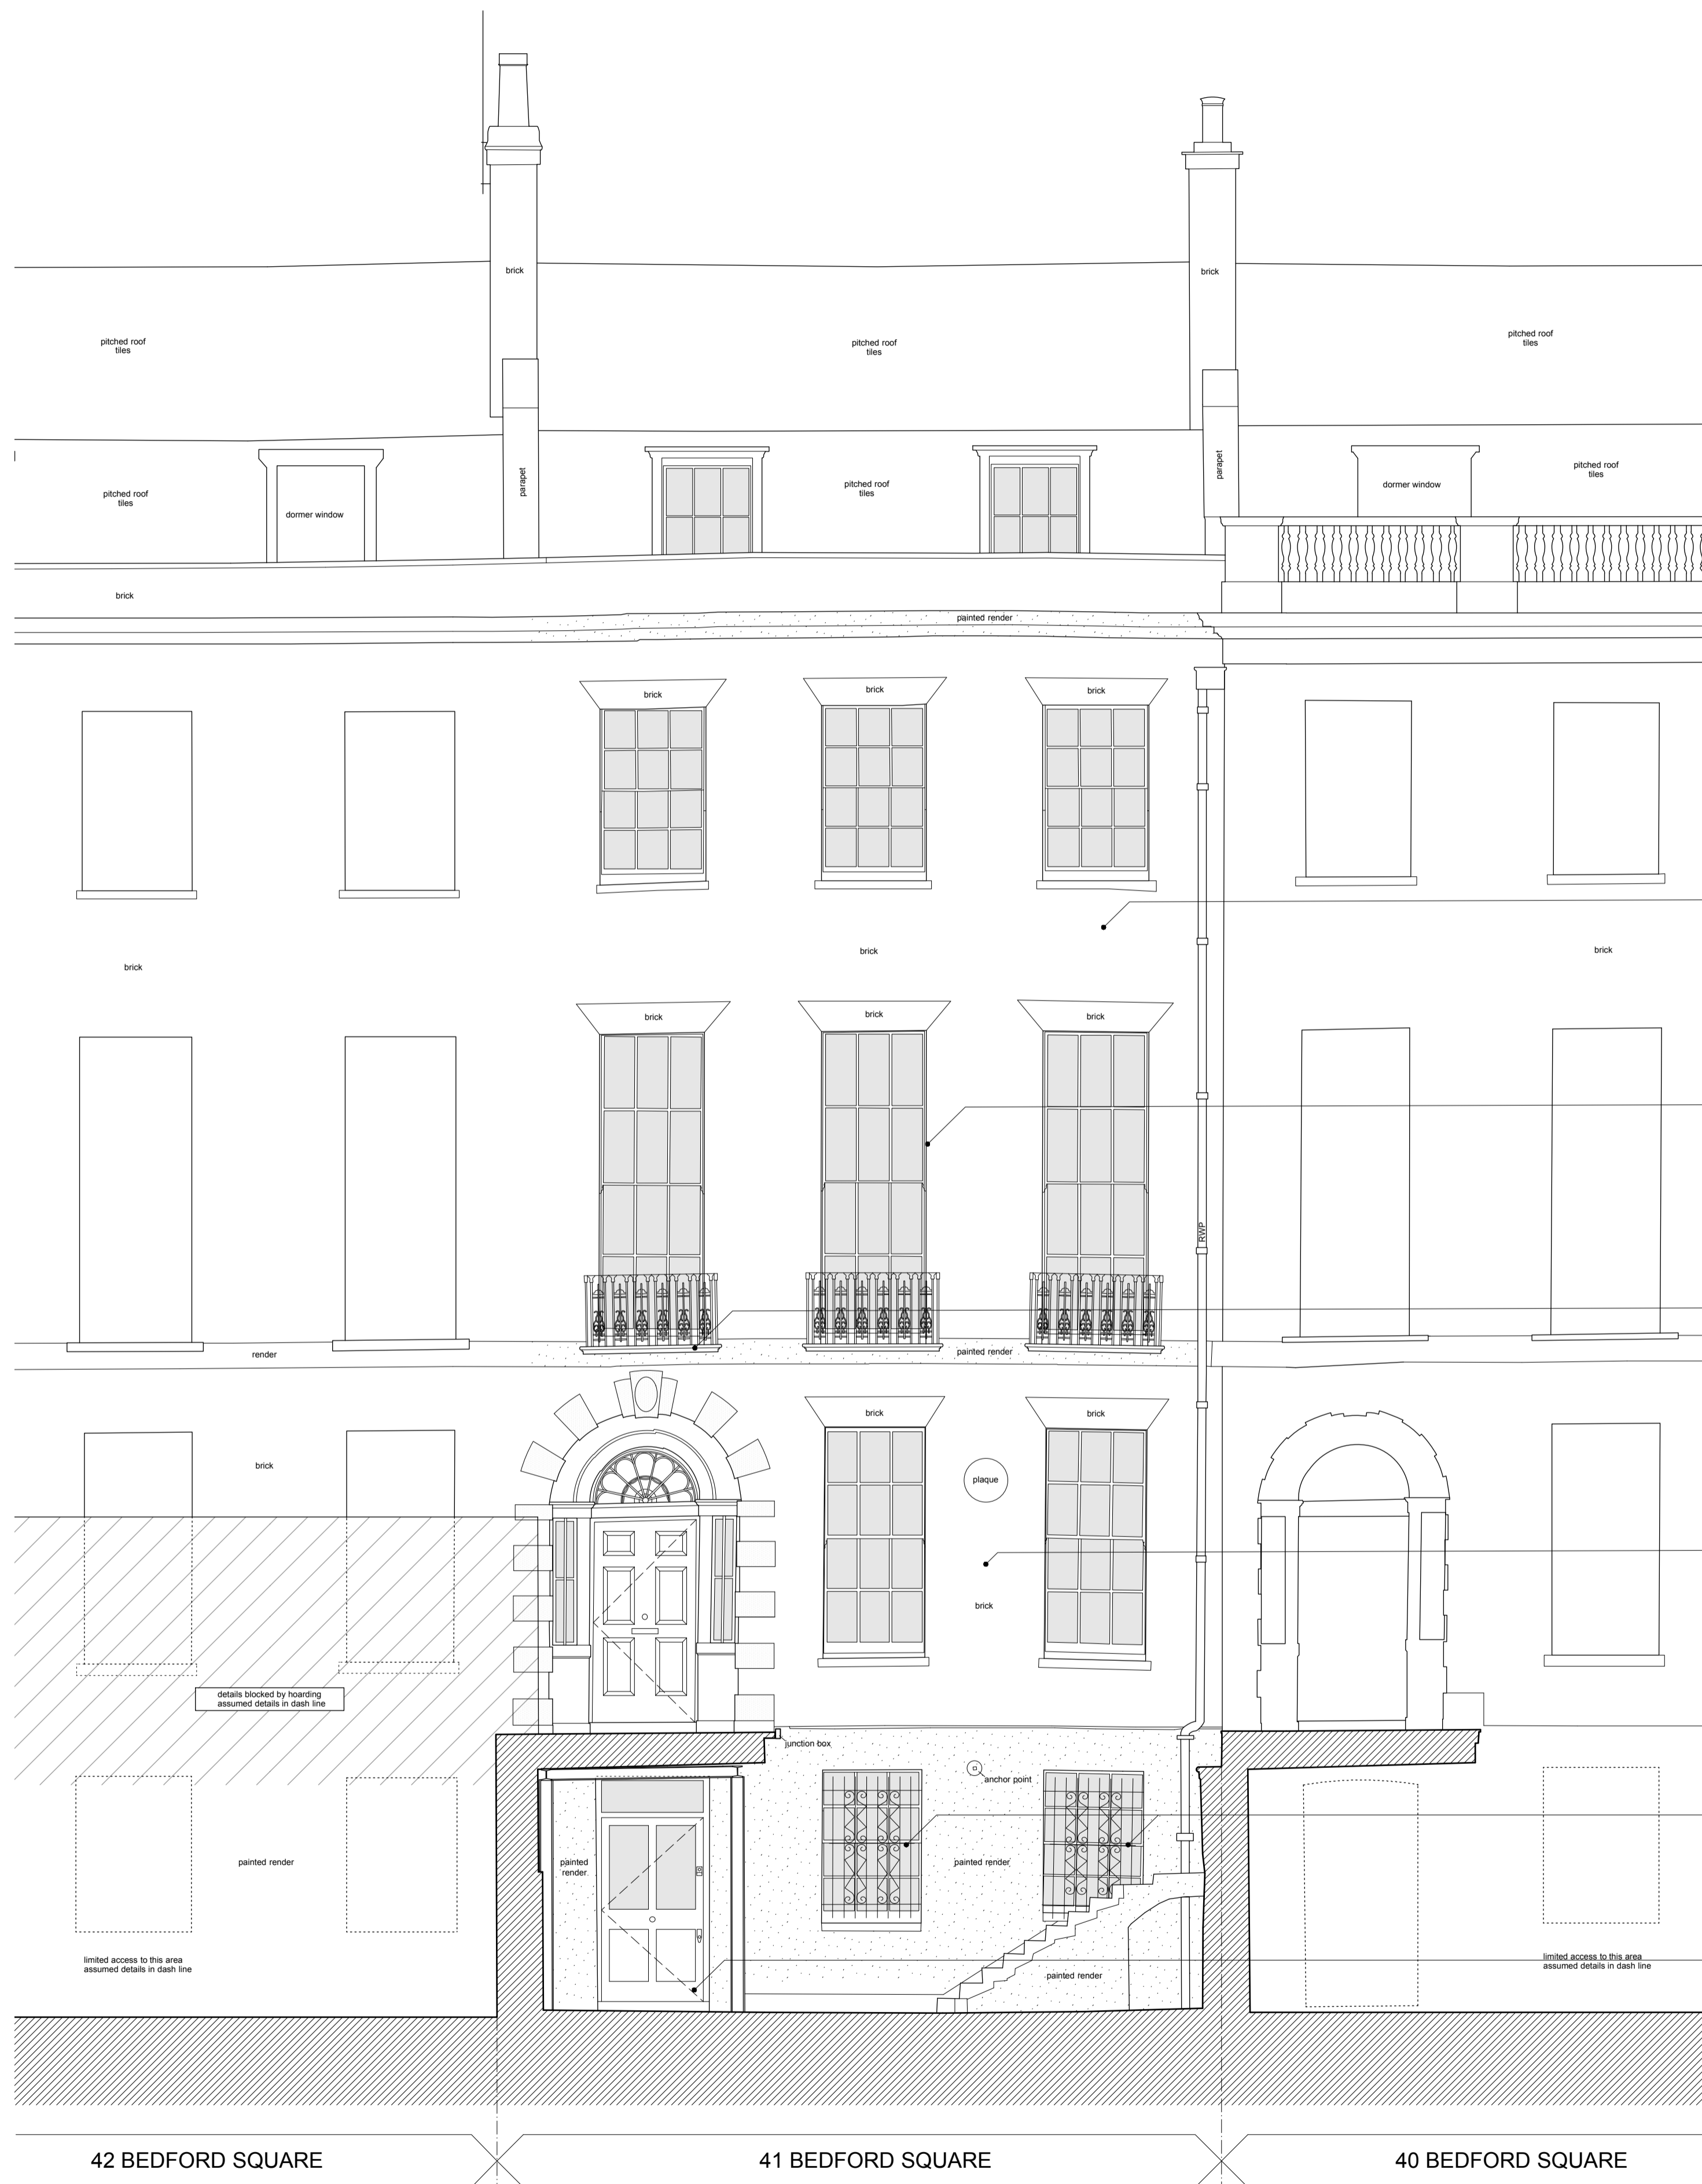 brick
brick
pitched roof
tiles
pitched roof
tiles
pitched roof
tiles
pitched roof
tiles
dormer window
parapet
pitched roof
tiles
parapet
dormer window
pitched roof
tiles
brick
painted render
brick
brick
brick
brick
brick
brick
brick
brick
brick
RWP
render
painted render
brick
brick
brick
plaque
brick
details blocked by hoarding
assumed details in dash line
junction box
anchor point
painted render
painted
render
painted render
limited access to this area
assumed details in dash line
painted render
limited access to this area
assumed details in dash line
42 BEDFORD SQUARE
41 BEDFORD SQUARE
40 BEDFORD SQUARE